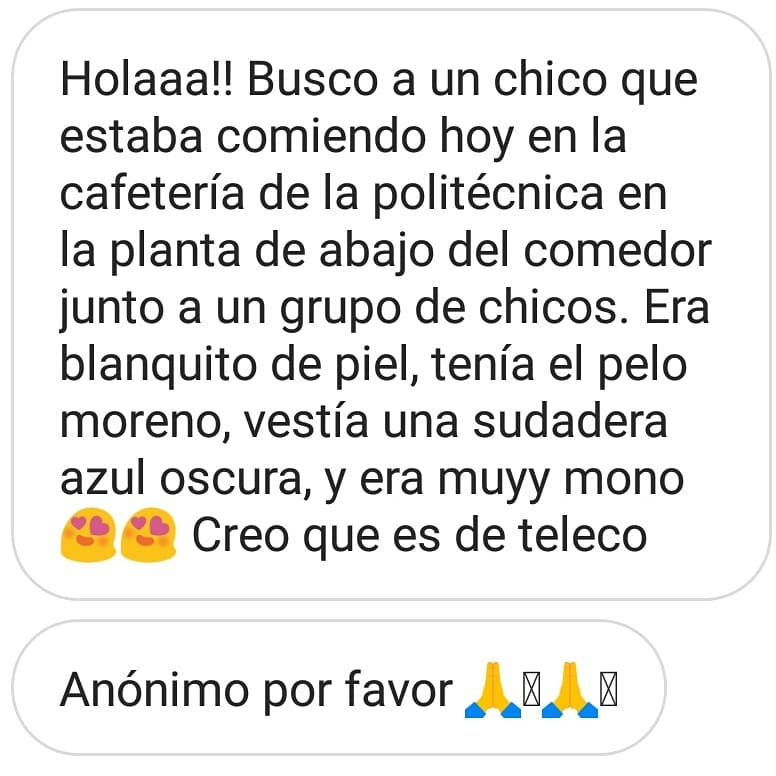 Holaaa!! Busco a un chico que
estaba comiendo hoy en la
cafetería de la politécnica en
la planta de abajo del comedor
junto a un grupo de chicos. Era
blanquito de piel, tenía el pelo
moreno, vestía una sudadera
azul oscura, y era muyy mono
😍😍 Creo que es de teleco
Anónimo por favor 🙏🙏